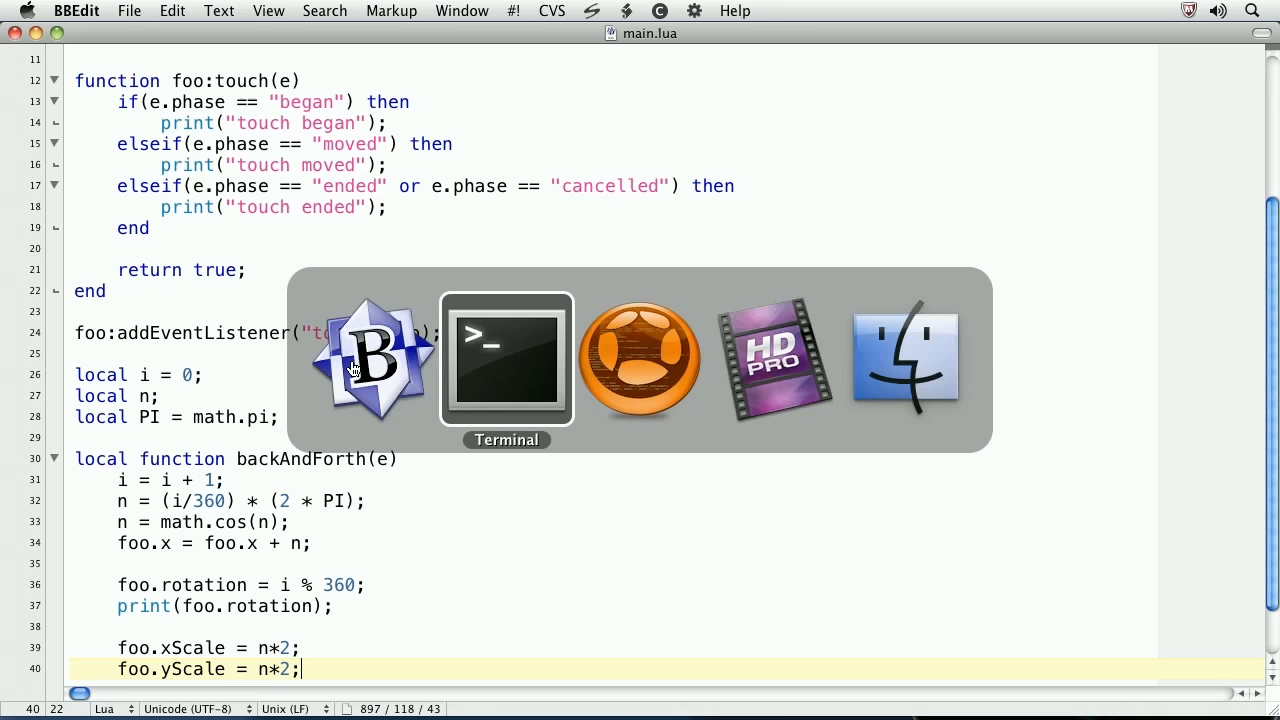 BBEdit File Edit Text View Search Markup Window #! CVS Help
main.lua
11
12 function foo:touch(e)
13 if(e.phase == "began") then
14 print("touch began");
15 elseif(e.phase == "moved") then
16 print("touch moved");
17 elseif(e.phase == "ended" or e.phase == "cancelled") then
18 print("touch ended");
19 end
20
21 return true;
22 end
23
24 foo:addEventListener(" );
25
26 local i = 0;
27 local n;
28 local PI = math.pi;
29
30 local function backAndForth(e)
31 i = i + 1;
32 n = (i/360) * (2 * PI);
33 n = math.cos(n);
34 foo.x = foo.x + n;
35
36 foo.rotation = i % 360;
37 print(foo.rotation);
38
39 foo.xScale = n*2;
40 foo.yScale = n*2;
B
>_
HD
PRO
Terminal
40 22 Lua Unicode (UTF-8) Unix (LF) 897 / 118 / 43